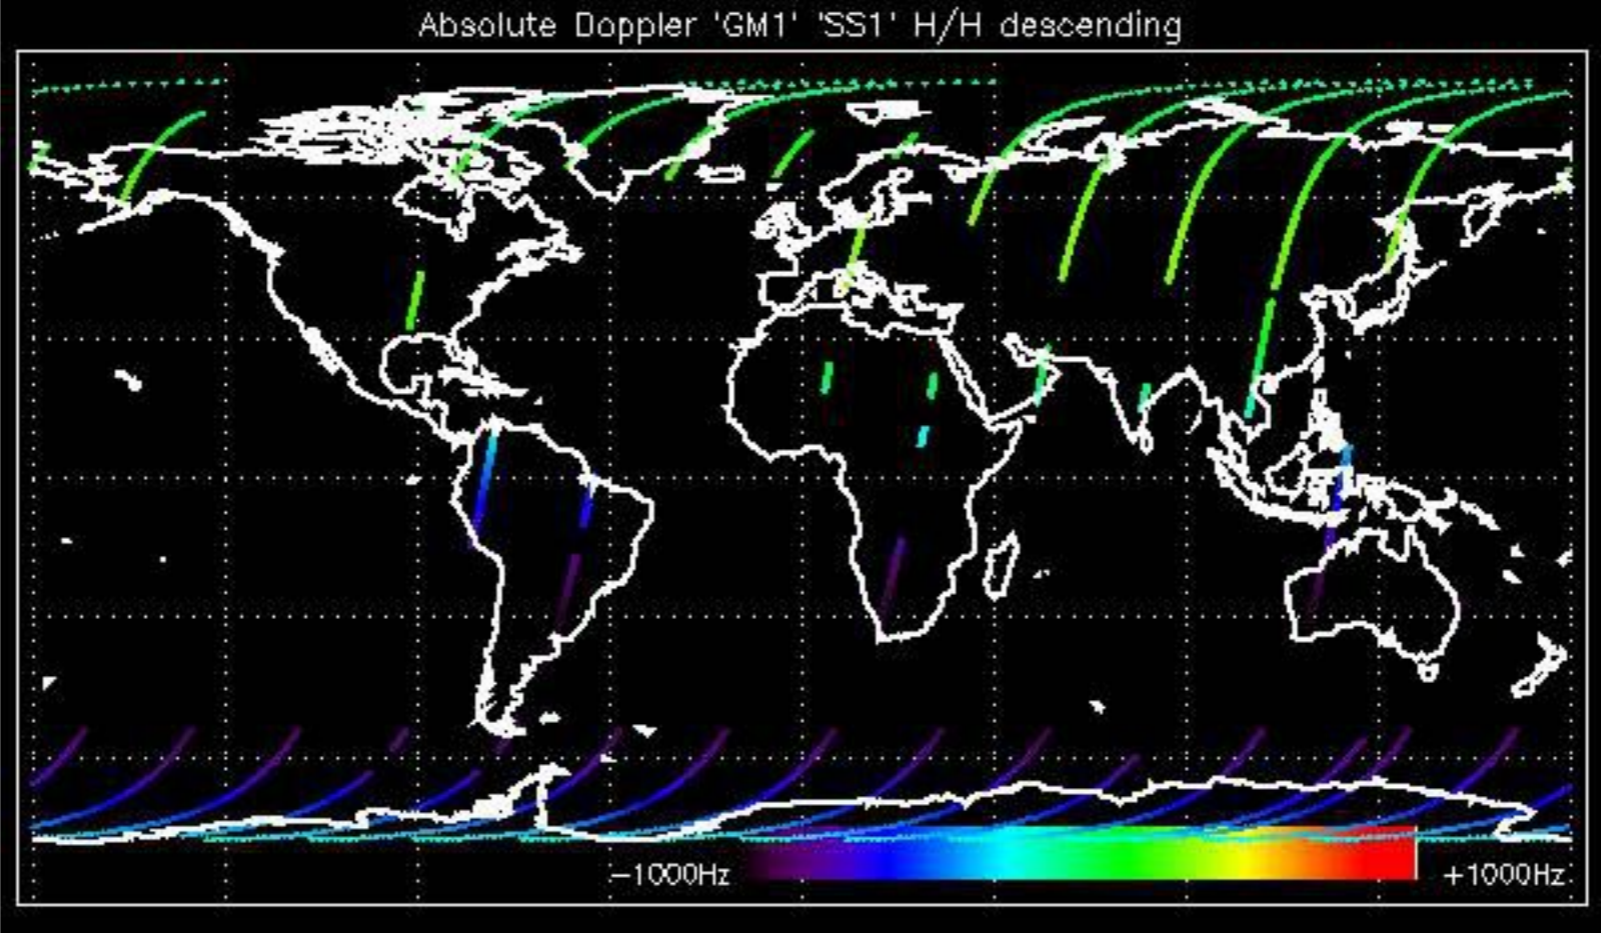 Absolute Doppler 'GM1' 'SS1' H/H descending
−1000Hz +1000Hz